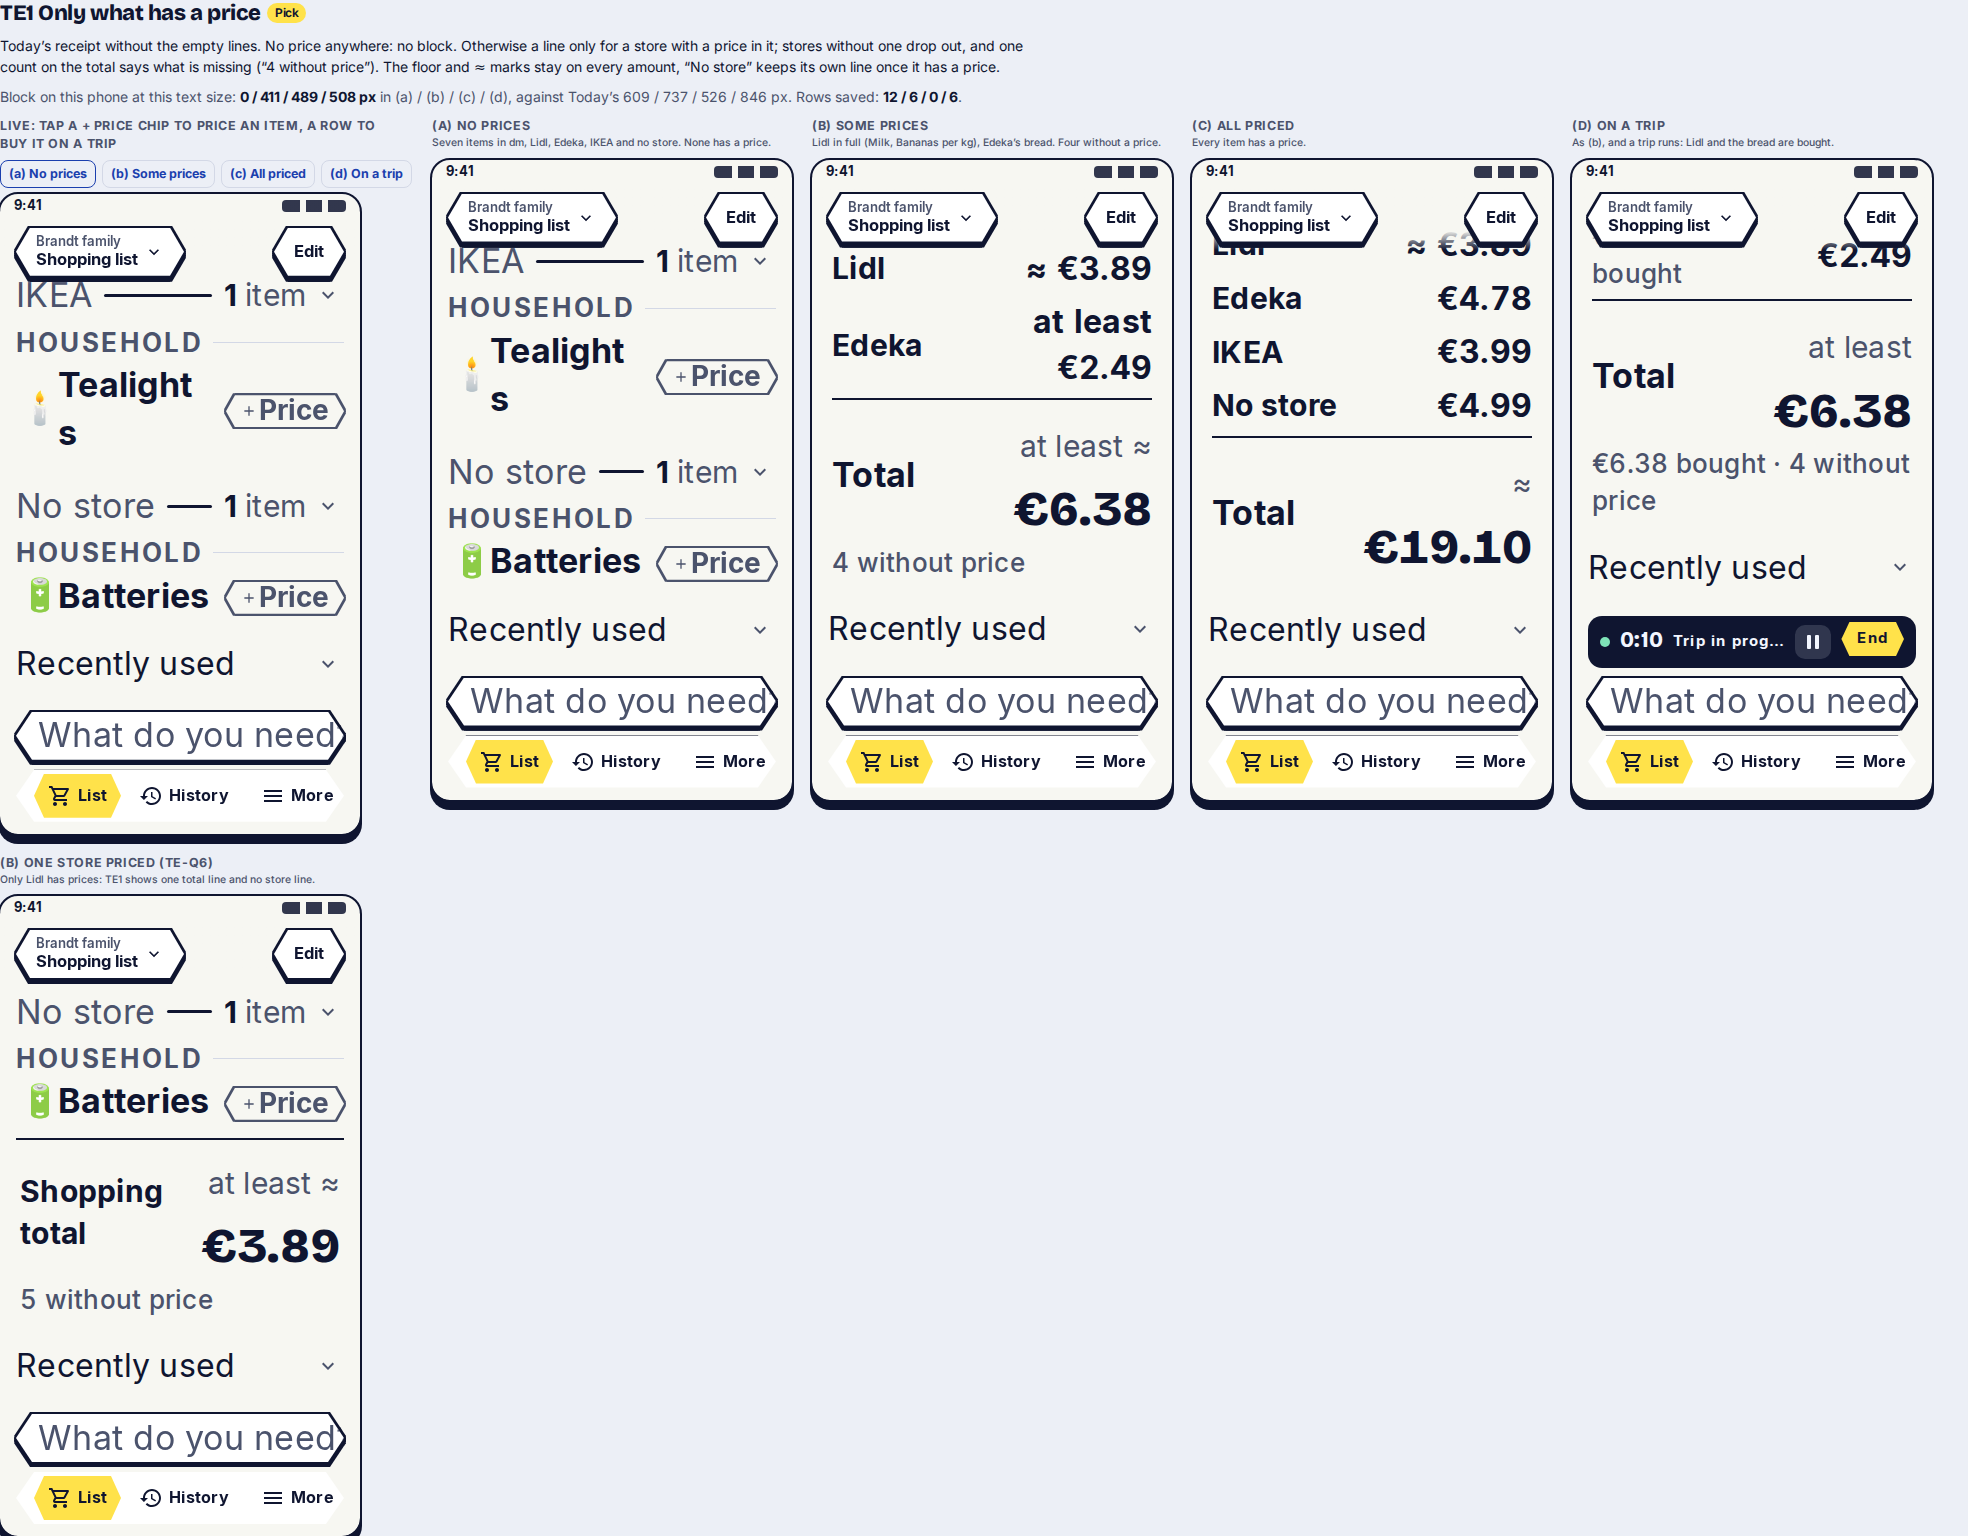 TE1 Only what has a price Pick
Today's receipt without the empty lines. No price anywhere: no block. Otherwise a line only for a store with a price in it; stores without one drop out, and one
count on the total says what is missing ("4 without price"). The floor and ≈ marks stay on every amount, "No store" keeps its own line once it has a price.
Block on this phone at this text size: 0 / 411 / 489 / 508 px in (a) / (b) / (c) / (d), against Today's 609 / 737 / 526 / 846 px. Rows saved: 12 / 6 / 0 / 6.
LIVE: TAP A + PRICE CHIP TO PRICE AN ITEM, A ROW TO
BUY IT ON A TRIP
(a) No prices (b) Some prices (c) All priced (d) On a trip
9:41
Brandt family
Shopping list
Edit
IKEA 1 item
HOUSEHOLD
Tealight
s
+ Price
No store 1 item
HOUSEHOLD
Batteries + Price
Recently used
What do you need
List History More
(A) NO PRICES
Seven items in dm, Lidl, Edeka, IKEA and no store. None has a price.
9:41
Brandt family
Shopping list
Edit
IKEA 1 item
HOUSEHOLD
Tealight
s
+ Price
No store 1 item
HOUSEHOLD
Batteries + Price
Recently used
What do you need
List History More
(B) SOME PRICES
Lidl in full (Milk, Bananas per kg), Edeka's bread. Four without a price.
9:41
Brandt family
Shopping list
Edit
Lidl ≈ €3.89
Edeka at least
€2.49
at least ≈
Total
€6.38
4 without price
Recently used
What do you need
List History More
(C) ALL PRICED
Every item has a price.
9:41
Brandt family
Shopping list
Edit
Lidl ≈ €3.89
Edeka €4.78
IKEA €3.99
No store €4.99
≈
Total
€19.10
Recently used
What do you need
List History More
(D) ON A TRIP
As (b), and a trip runs: Lidl and the bread are bought.
9:41
Brandt family
Shopping list
Edit
€2.49
bought
at least
Total
€6.38
€6.38 bought · 4 without
price
Recently used
0:10 Trip in prog... End
What do you need
List History More
(B) ONE STORE PRICED (TE-Q6)
Only Lidl has prices: TE1 shows one total line and no store line.
9:41
Brandt family
Shopping list
Edit
No store 1 item
HOUSEHOLD
Batteries + Price
Shopping
total
at least ≈
€3.89
5 without price
Recently used
What do you need
List History More